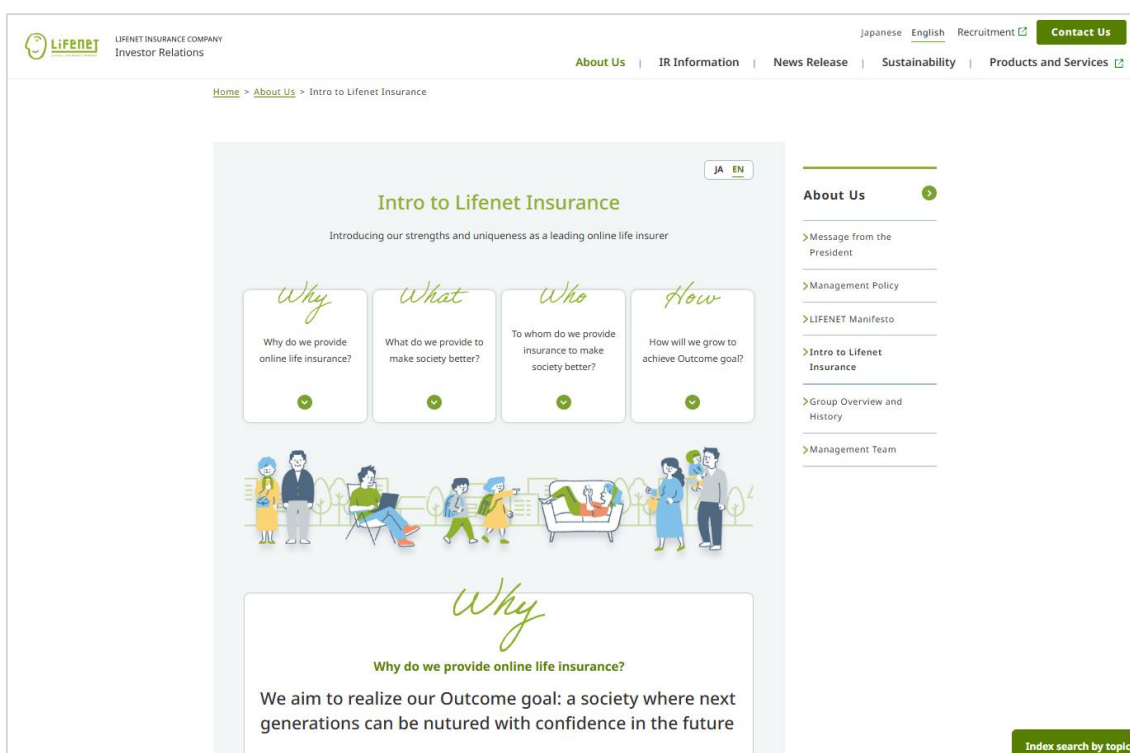 LIFENET
LIFENET INSURANCE COMPANY
Investor Relations
Japanese English Recruitment
Contact Us
About Us | IR Information | News Release | Sustainability | Products and Services
Home > About Us > Intro to Lifenet Insurance
JA EN
Intro to Lifenet Insurance
Introducing our strengths and uniqueness as a leading online life insurer
Why
Why do we provide
online life insurance?
What
What do we provide to
make society better?
Who
To whom do we provide
insurance to make
society better?
How
How will we grow to
achieve Outcome goal?
Why
Why do we provide online life insurance?
We aim to realize our Outcome goal: a society where next
generations can be nutured with confidence in the future
About Us
Message from the
President
Management Policy
LIFENET Manifesto
Intro to Lifenet
Insurance
Group Overview and
History
Management Team
Index search by topic